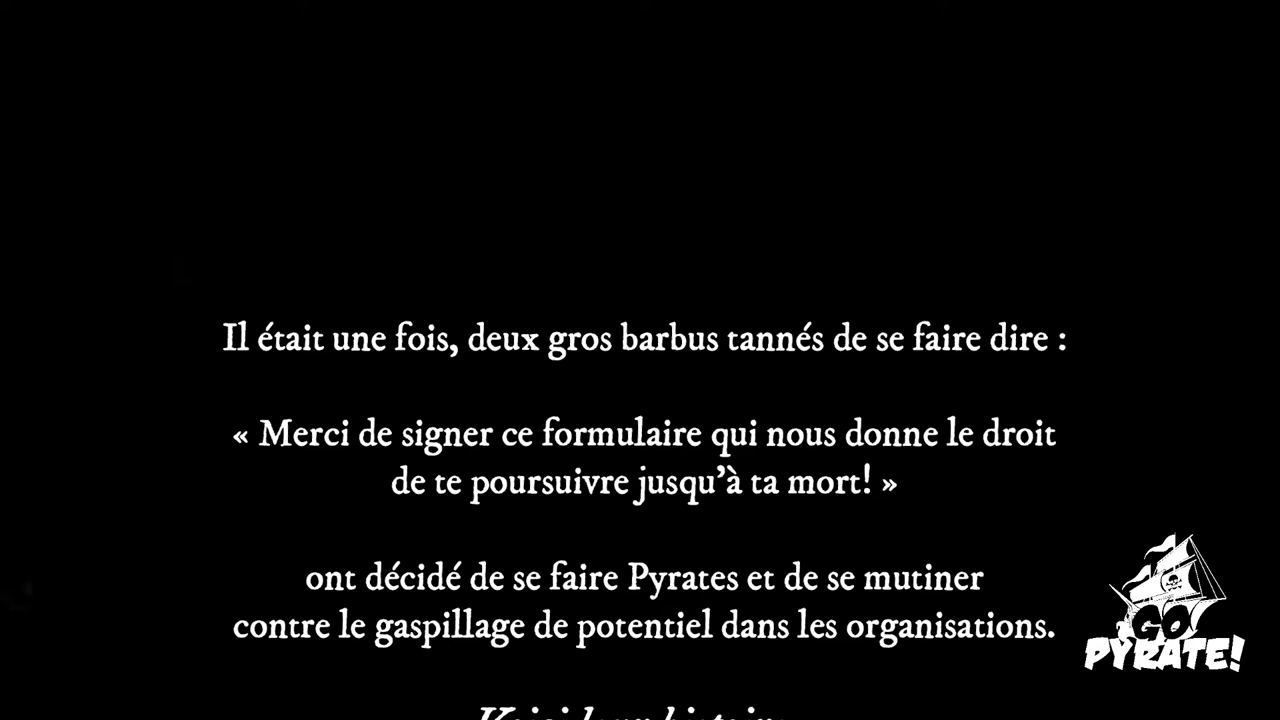 Il était une fois, deux gros barbus tannés de se faire dire :
« Merci de signer ce formulaire qui nous donne le droit
de te poursuivre jusqu’à ta mort! »
ont décidé de se faire Pyrates et de se mutiner
contre le gaspillage de potentiel dans les organisations.
GO
PYRATE!